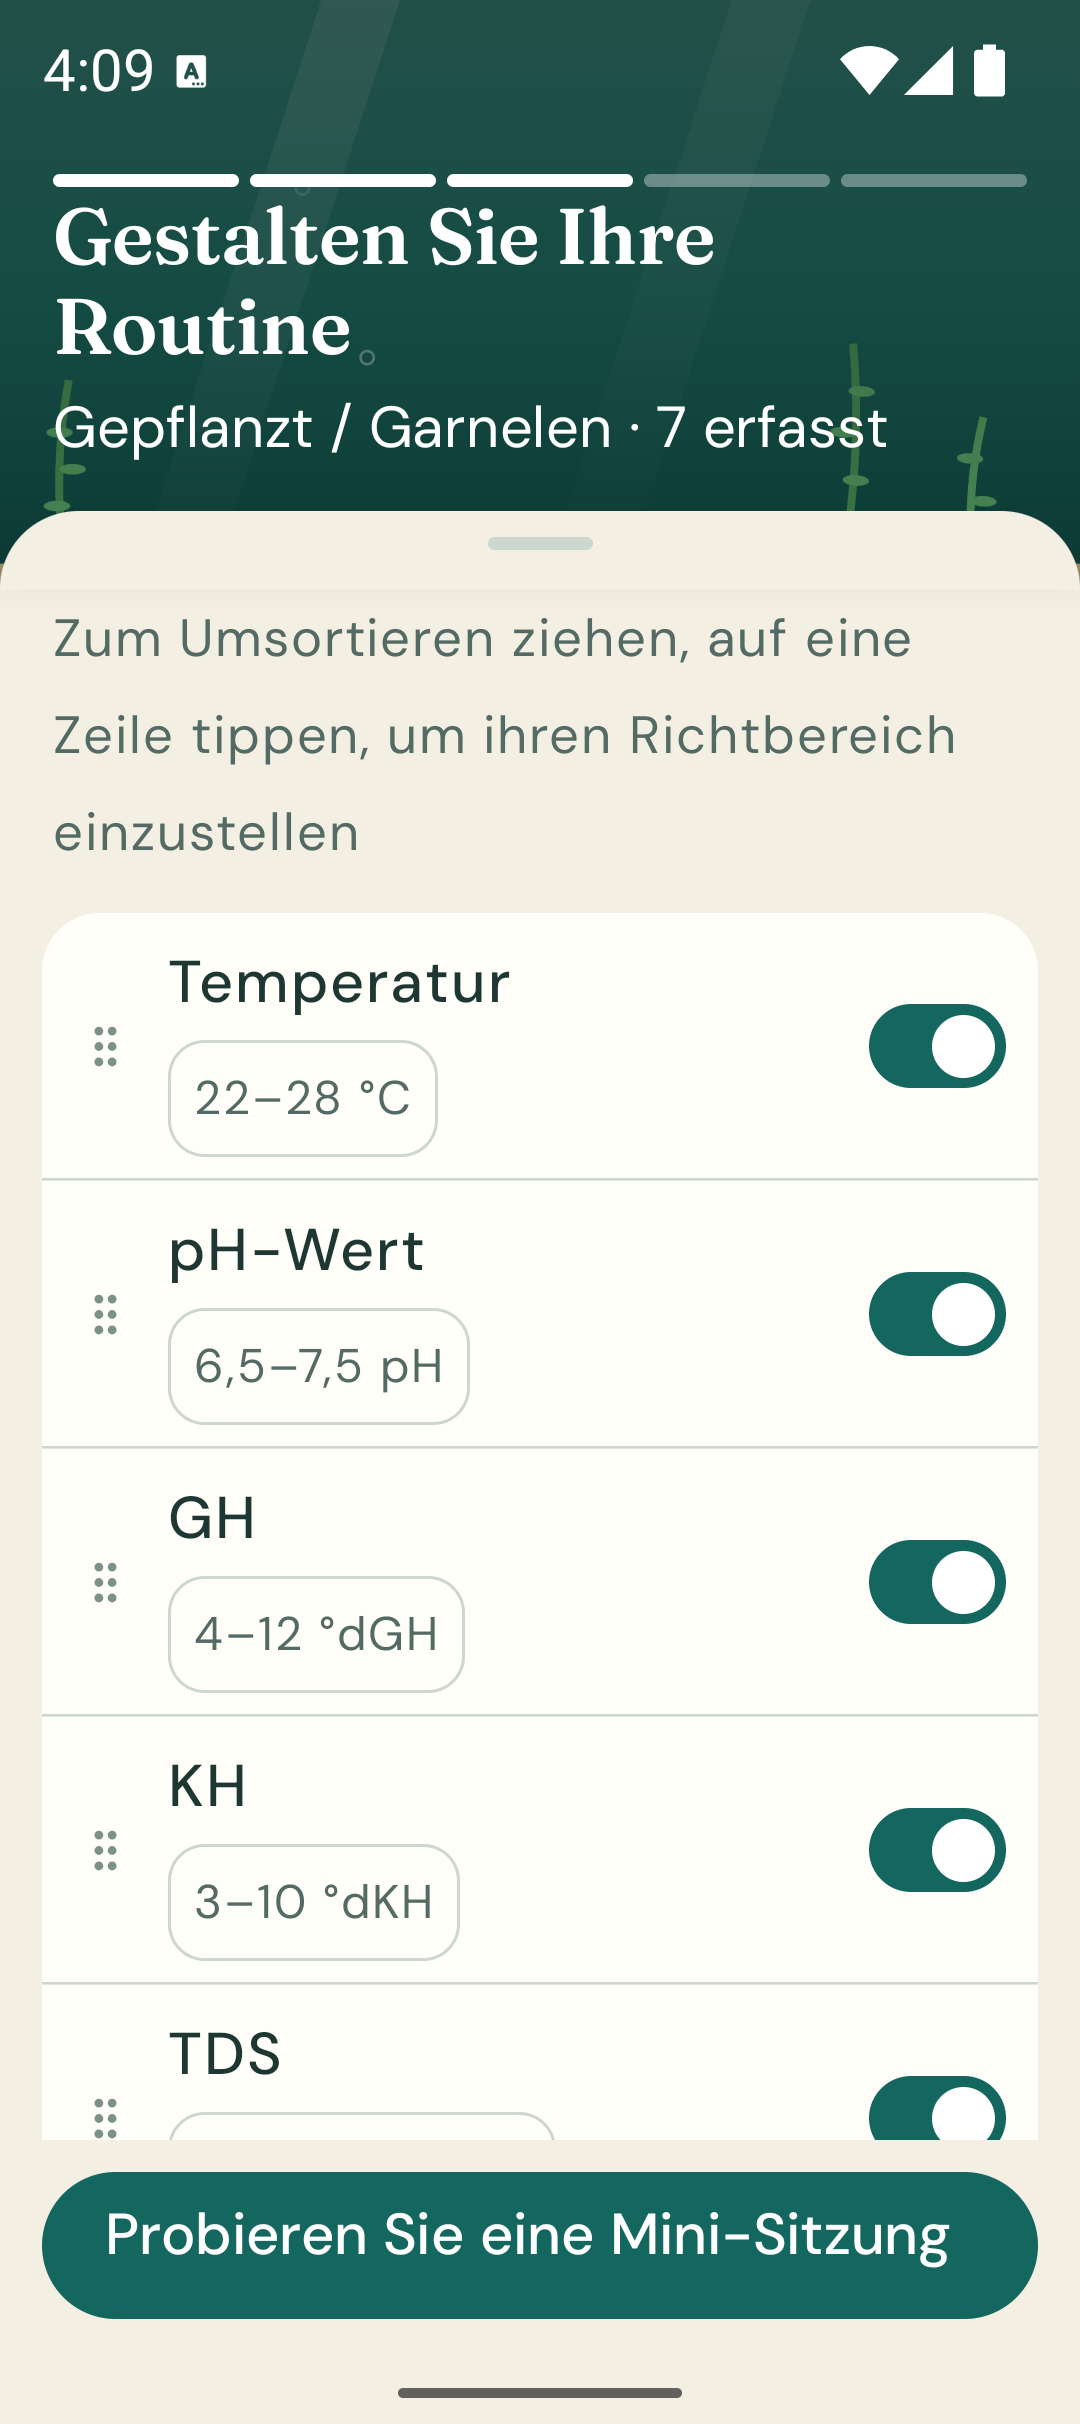 4:09
Gestalten Sie Ihre
Routine
Gepflanzt / Garnelen · 7 erfasst
Zum Umsortieren ziehen, auf eine
Zeile tippen, um ihren Richtbereich
einzustellen
Temperatur
22–28 °C
pH-Wert
6,5–7,5 pH
GH
4–12 °dGH
KH
3–10 °dKH
TDS
Probieren Sie eine Mini-Sitzung